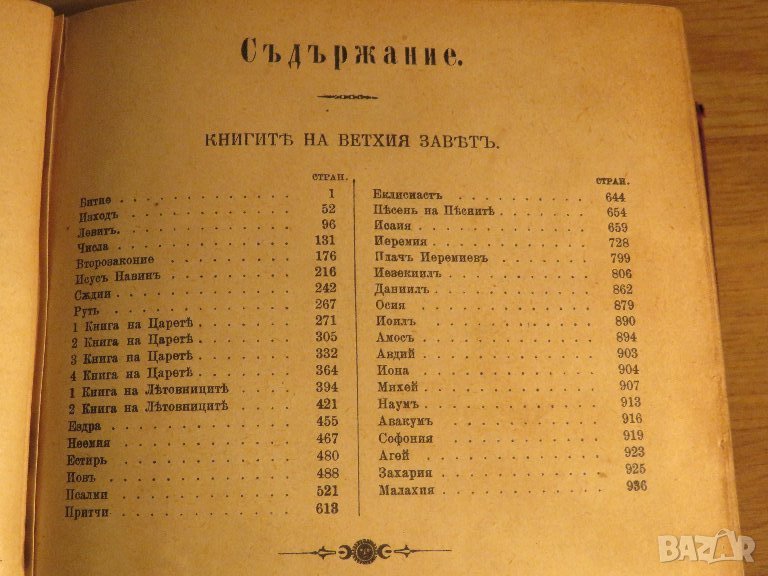 Съдържание.
КНИГИТѢ НА ВЕТХИЯ ЗАВѢТЪ.
СТРАН.
Битие 1
Изходъ 52
Левитъ. 96
Числа 131
Второзаконие 176
Исусъ Навинъ 216
Сѫдии 242
Руть 267
1 Книга на Царетѣ 271
2 Книга на Царетѣ 305
3 Книга на Царетѣ 332
4 Книга на Царетѣ 364
1 Книга на Лѣтовницитѣ 394
2 Книга на Лѣтовницитѣ 421
Ездра 455
Неемия 467
Естирь 480
Иовъ 488
Псалми 521
Притчи 613
СТРАН.
Еклисиастъ 644
Пѣсень на Пѣснитѣ 654
Исаия 659
Иеремия 728
Плачъ Иеремиевъ 799
Иезекиилъ 806
Даниилъ 862
Осия 879
Иоилъ 890
Амосъ 894
Авдий 903
Иона 904
Михей 907
Наумъ 913
Авакумъ 916
Софония 919
Агей 923
Захария 925
Малахия 936
BAZAR